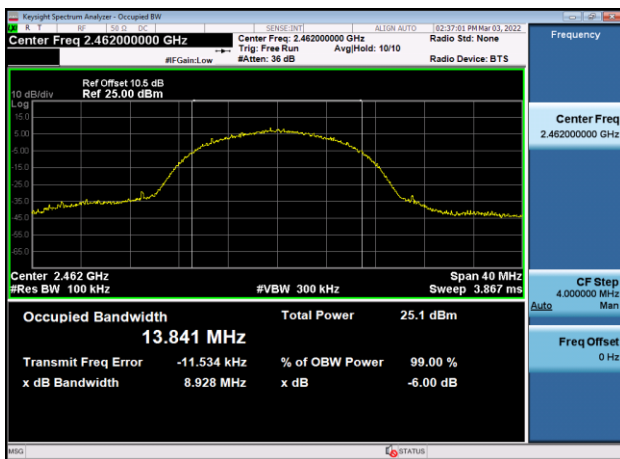 Keysight Spectrum Analyzer - Occupied BW
R T RF 50 Ω DC SENSE:INT ALIGN AUTO 02:37:01 PM Mar 03, 2022
Center Freq 2.462000000 GHz
Center Freq: 2.462000000 GHz Radio Std: None
Trig: Free Run Avg|Hold: 10/10
#IFGain:Low #Atten: 36 dB Radio Device: BTS
Frequency
Ref Offset 10.5 dB
10 dB/div Ref 25.00 dBm
Log
15.0
5.00
-5.00
-15.0
-25.0
-35.0
-45.0
-55.0
-65.0
Center 2.462 GHz Span 40 MHz
#Res BW 100 kHz #VBW 300 kHz Sweep 3.867 ms
Occupied Bandwidth Total Power 25.1 dBm
13.841 MHz
Transmit Freq Error -11.534 kHz % of OBW Power 99.00 %
x dB Bandwidth 8.928 MHz x dB -6.00 dB
Center Freq
2.462000000 GHz
CF Step
4.000000 MHz
Auto Man
Freq Offset
0 Hz
MSG STATUS